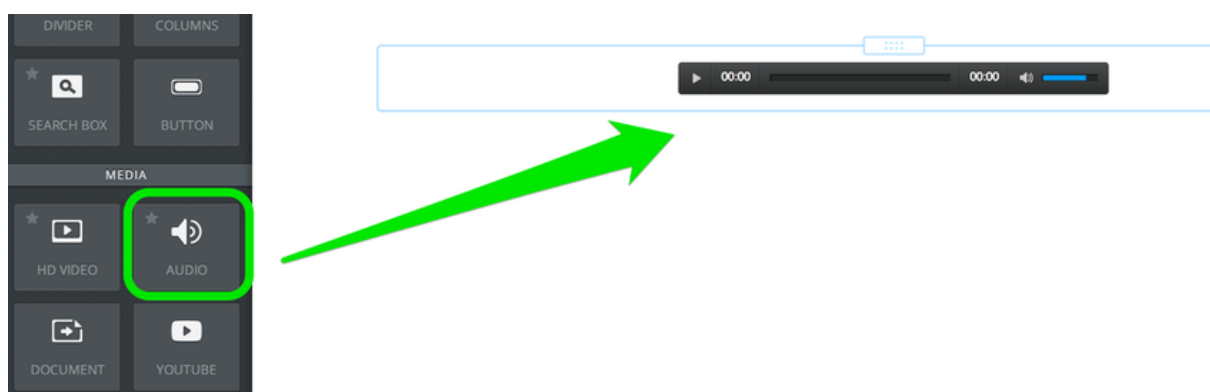 DIVIDER COLUMNS
00:00 00:00
SEARCH BOX BUTTON
MEDIA
HD VIDEO AUDIO
DOCUMENT YOUTUBE